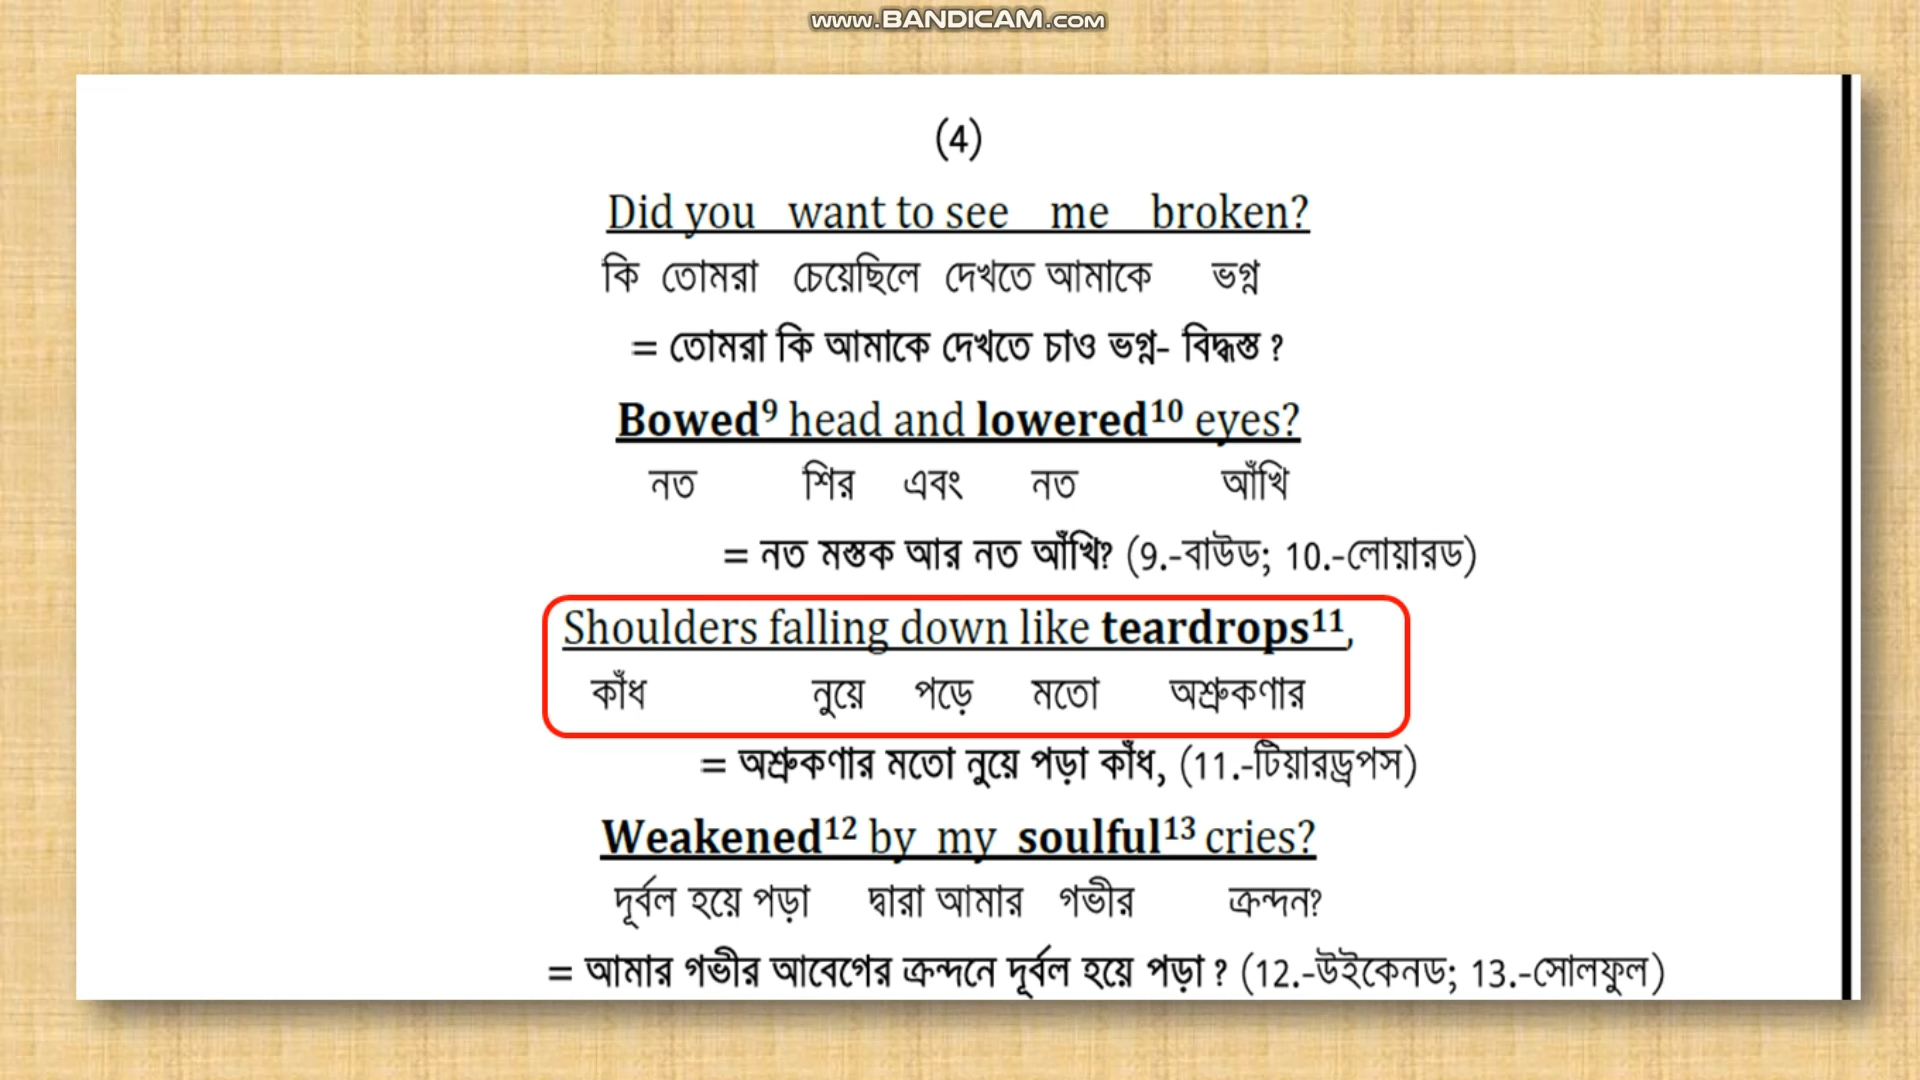 www.BANDICAM.com
(4)
Did you want to see me broken?
কি তোমরা চেয়েছিলে দেখতে আমাকে ভগ্ন
= তোমরা কি আমাকে দেখতে চাও ভগ্ন- বিদ্ধস্ত ?
Bowed⁹ head and lowered¹⁰ eyes?
নত শির এবং নত আঁখি
= নত মস্তক আর নত আঁখি? (9.-বাউড; 10.-লোয়ারড)
Shoulders falling down like teardrops¹¹,
কাঁধ নুয়ে পড়ে মতো অশ্রুকণার
= অশ্রুকণার মতো নুয়ে পড়া কাঁধ, (11.-টিয়ারড্রপস)
Weakened¹² by my soulful¹³ cries?
দূর্বল হয়ে পড়া দ্বারা আমার গভীর ক্রন্দন?
= আমার গভীর আবেগের ক্রন্দনে দূর্বল হয়ে পড়া ? (12.-উইকেনড; 13.-সোলফুল)